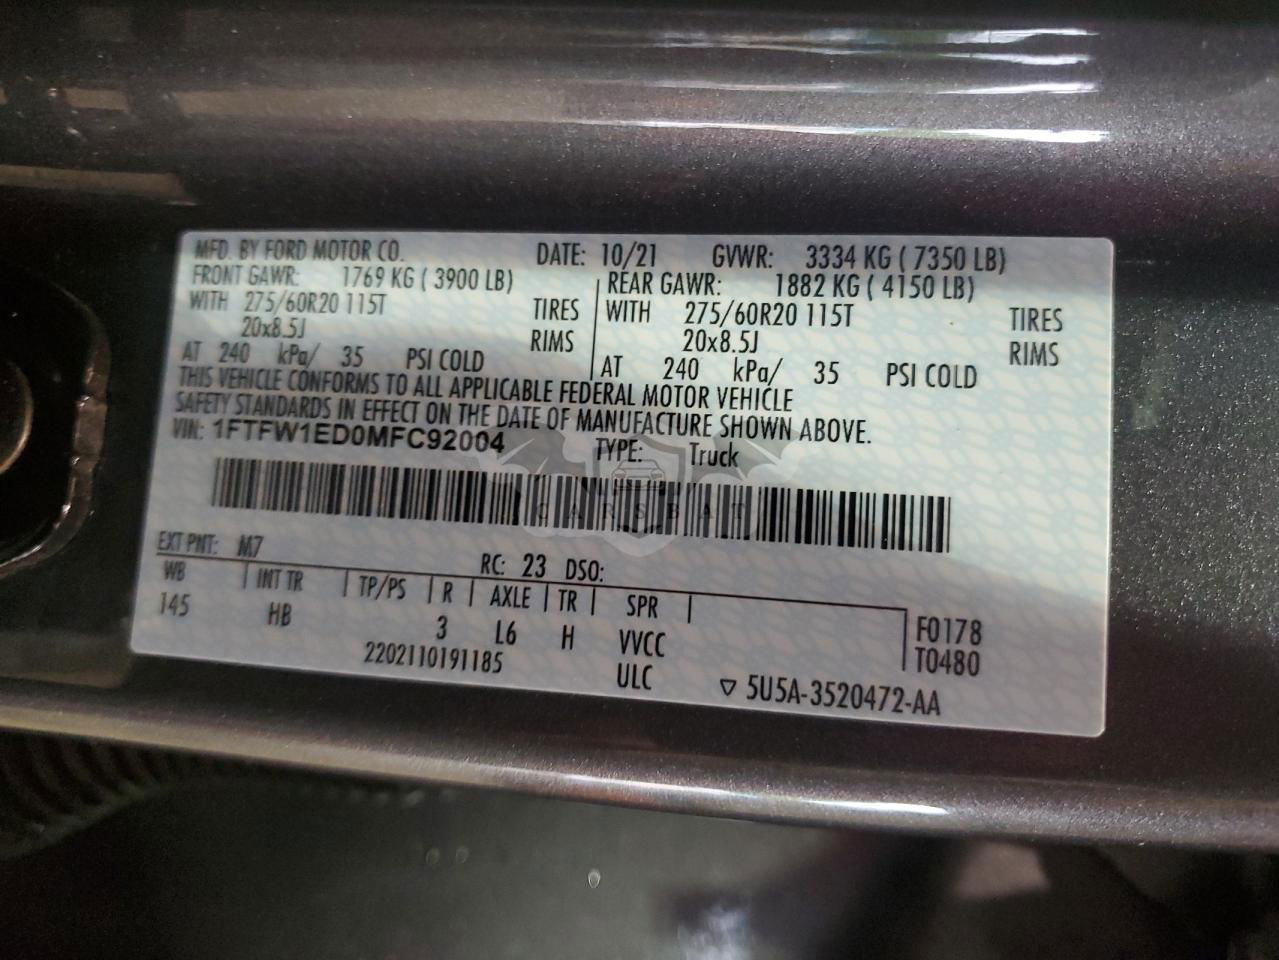 MFD. BY FORD MOTOR CO. DATE: 10/21 GVWR: 3334 KG ( 7350 LB)
FRONT GAWR: 1769 KG ( 3900 LB) REAR GAWR: 1882 KG ( 4150 LB)
WITH 275/60R20 115T TIRES WITH 275/60R20 115T TIRES
20x8.5J RIMS 20x8.5J RIMS
AT 240 kPa/ 35 PSI COLD AT 240 kPa/ 35 PSI COLD
THIS VEHICLE CONFORMS TO ALL APPLICABLE FEDERAL MOTOR VEHICLE
SAFETY STANDARDS IN EFFECT ON THE DATE OF MANUFACTURE SHOWN ABOVE.
VIN: 1FTFW1ED0MFC92004 TYPE: Truck
CARSBAT
EXT PNT: M7 RC: 23 DSO:
WB INT TR TP/PS R AXLE TR SPR
145 HB 3 L6 H VVCC F0178
2202110191185 ULC T0480
▽ 5U5A-3520472-AA